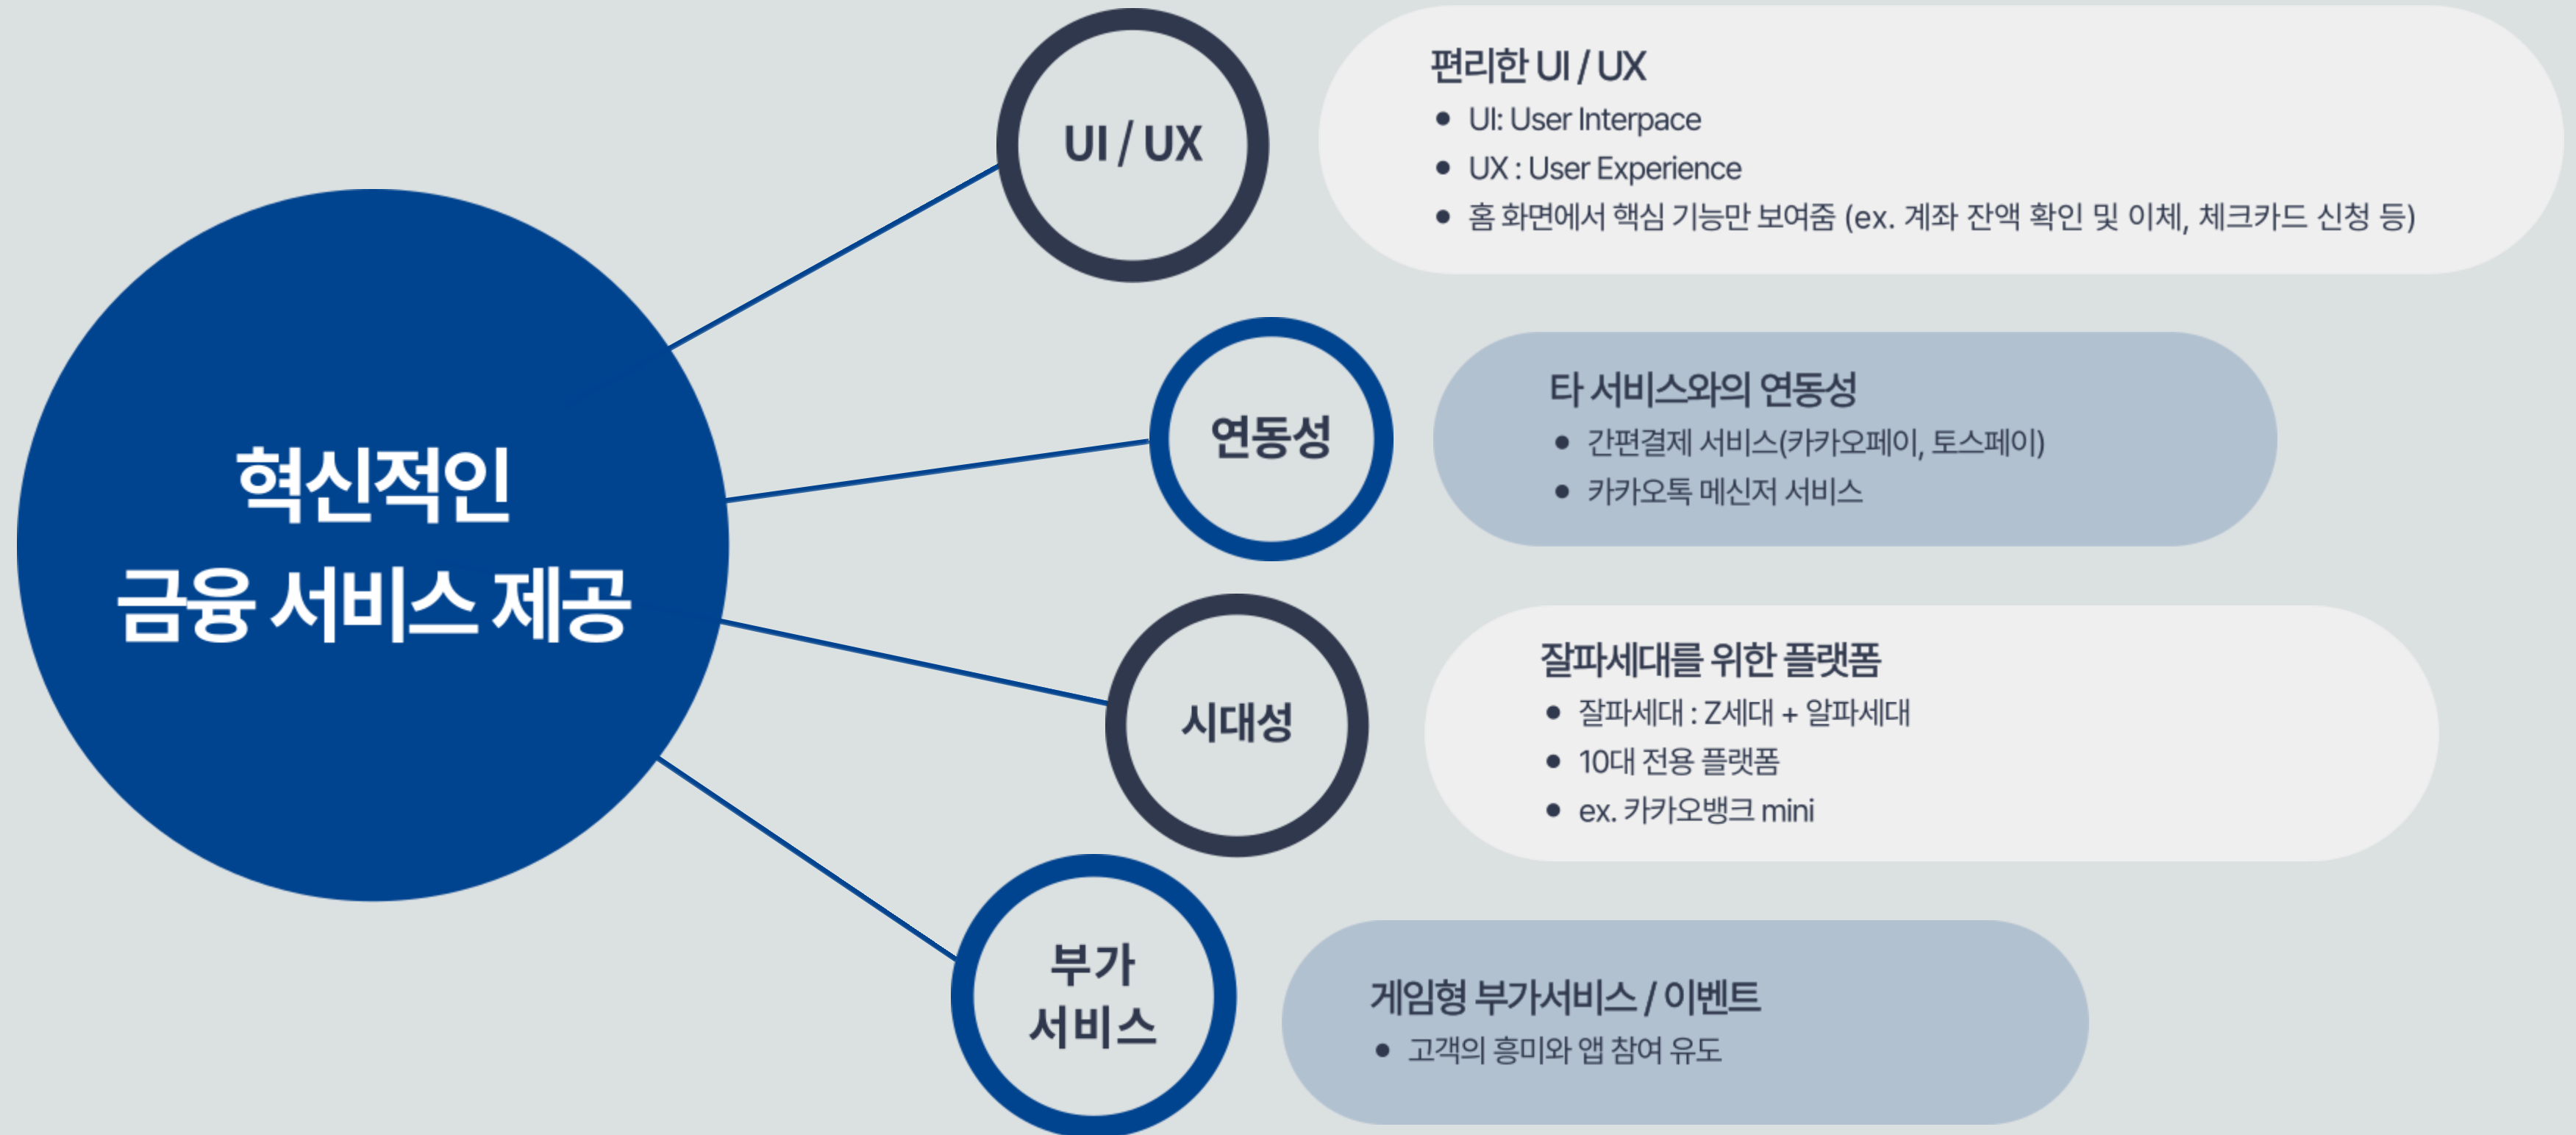 혁신적인
금융 서비스 제공
UI / UX
편리한 UI / UX
• UI: User Interpace
• UX : User Experience
• 홈 화면에서 핵심 기능만 보여줌 (ex. 계좌 잔액 확인 및 이체, 체크카드 신청 등)
연동성
타 서비스와의 연동성
• 간편결제 서비스(카카오페이, 토스페이)
• 카카오톡 메신저 서비스
시대성
잘파세대를 위한 플랫폼
• 잘파세대 : Z세대 + 알파세대
• 10대 전용 플랫폼
• ex. 카카오뱅크 mini
부가
서비스
게임형 부가서비스 / 이벤트
• 고객의 흥미와 앱 참여 유도